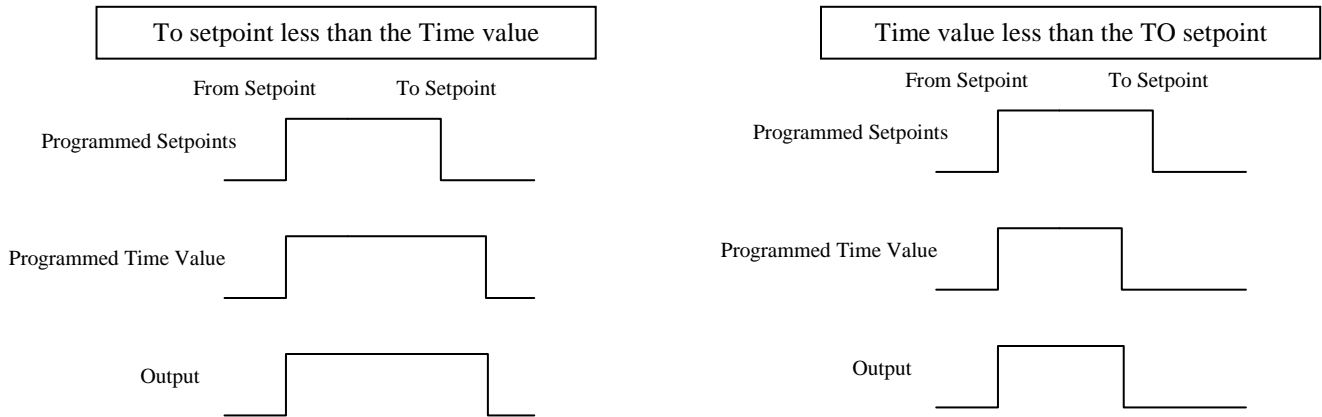 To setpoint less than the Time value
From Setpoint To Setpoint
Programmed Setpoints
Programmed Time Value
Output
Time value less than the TO setpoint
From Setpoint To Setpoint
Programmed Setpoints
Programmed Time Value
Output